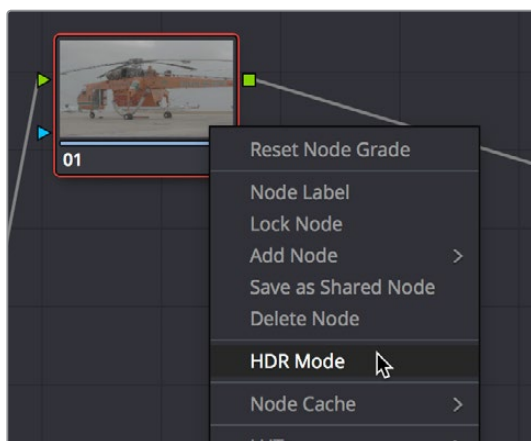 01
Reset Node Grade
Node Label
Lock Node
Add Node >
Save as Shared Node
Delete Node
HDR Mode
Node Cache >